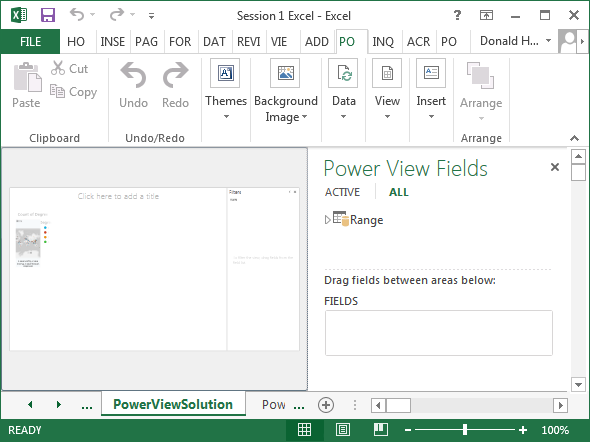 Session 1 Excel - Excel
FILE HO INSE PAG FOR DAT REVI VIE ADD PO INQ ACR PO Donald H...
Paste Cut Copy Undo Redo Themes Background Image Data View Insert Arrange
Clipboard Undo/Redo Arrange
Click here to add a title
Filters
Power View Fields
ACTIVE ALL
Range
Drag fields between areas below:
FIELDS
... PowerViewSolution Pow ...
READY 100%